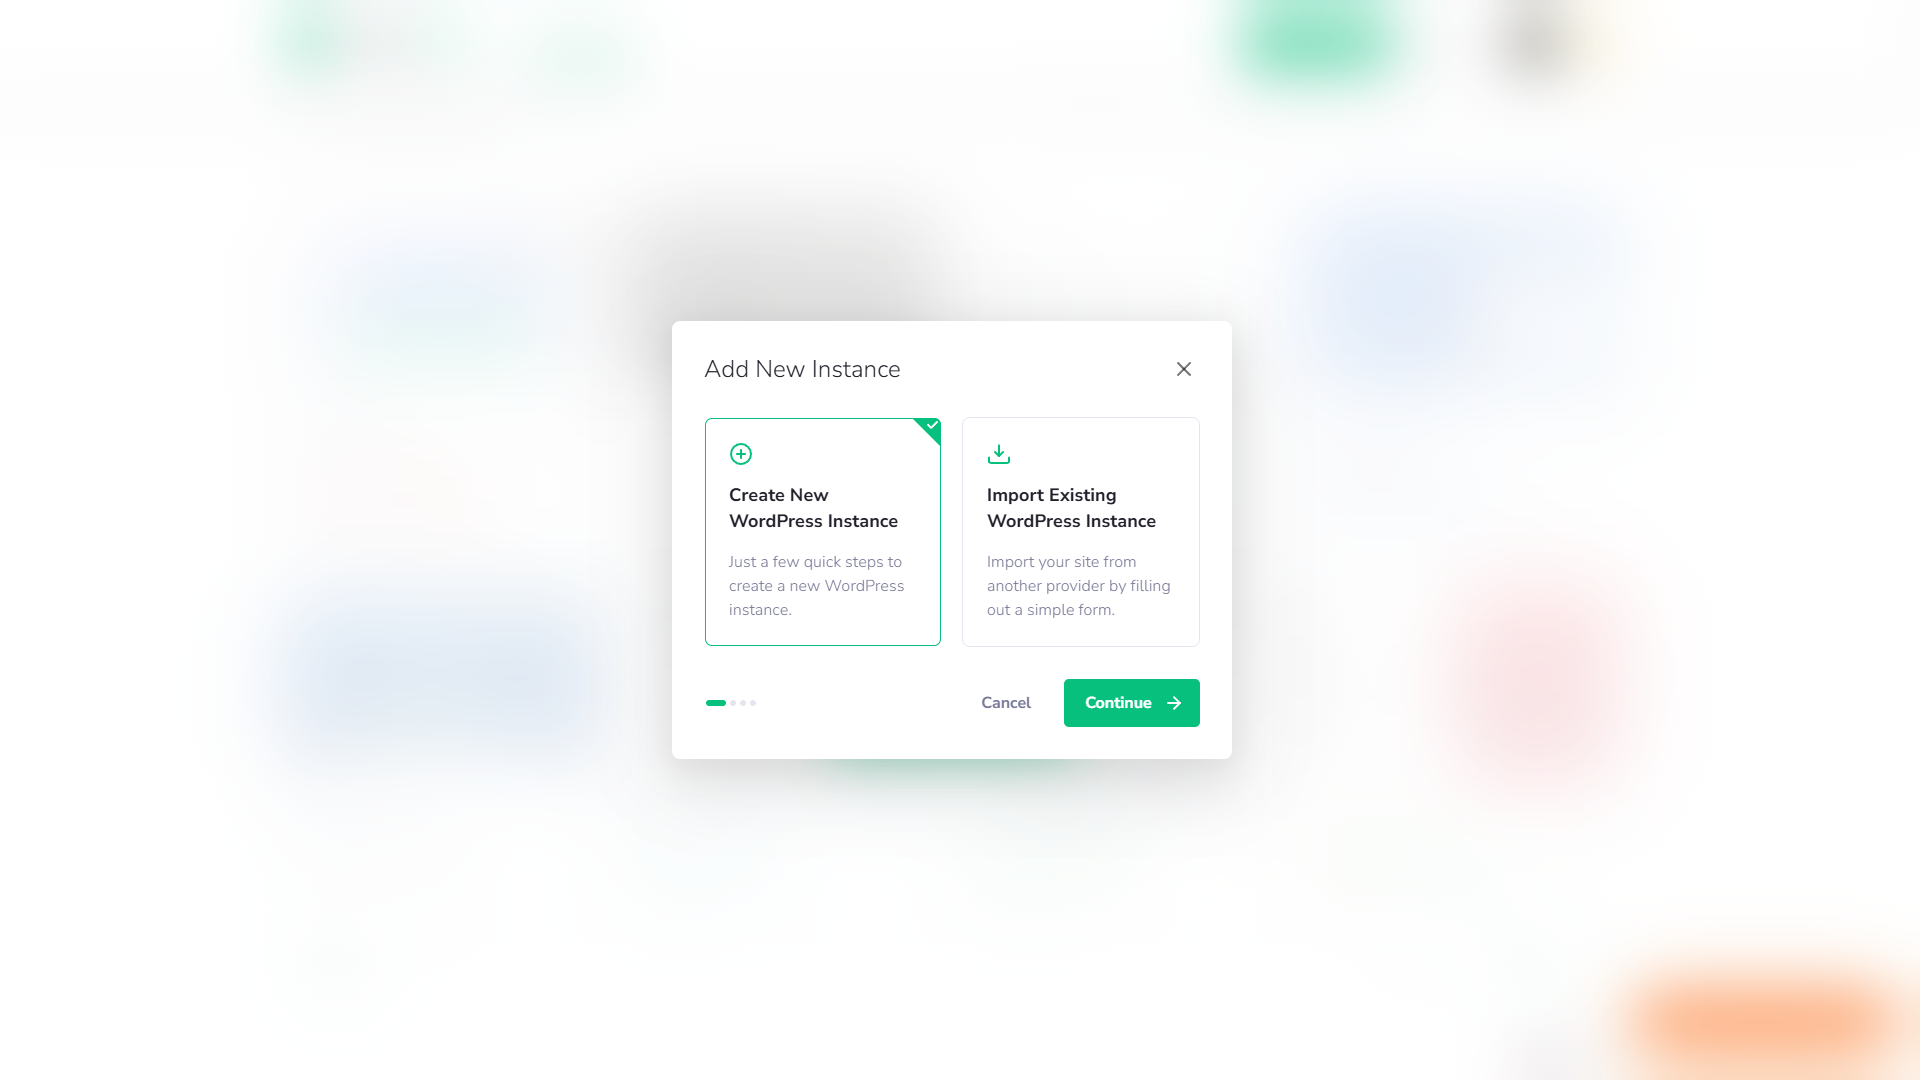 Add New Instance
Create New
WordPress Instance
Just a few quick steps to
create a new WordPress
instance.
Import Existing
WordPress Instance
Import your site from
another provider by filling
out a simple form.
Cancel
Continue